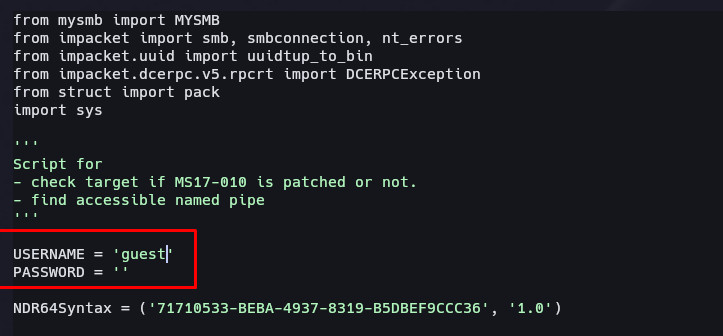 from mysmb import MYSMB
from impacket import smb, smbconnection, nt_errors
from impacket.uuid import uuidtup_to_bin
from impacket.dcerpc.v5.rpcrt import DCERPCException
from struct import pack
import sys
'''
Script for
- check target if MS17-010 is patched or not.
- find accessible named pipe
'''
USERNAME = 'guest'
PASSWORD = ''
NDR64Syntax = ('71710533-BEBA-4937-8319-B5DBEF9CCC36', '1.0')